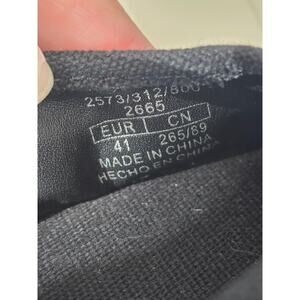 2573/312/800
2665
EUR CN
41 265/89
MADE IN CHINA
HECHO EN CHINA